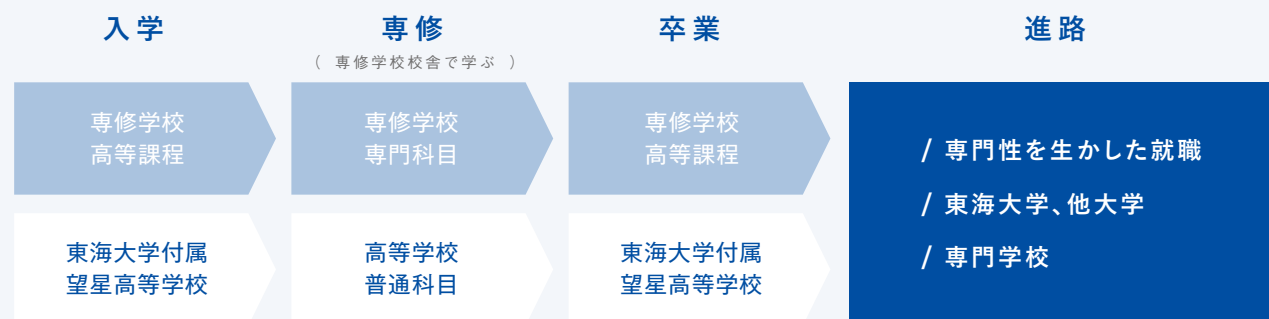 入学
専修
卒業
進路
（ 専修学校校舎で学ぶ ）
専修学校
高等課程
専修学校
専門科目
専修学校
高等課程
東海大学付属
望星高等学校
高等学校
普通科目
東海大学付属
望星高等学校
/ 専門性を生かした就職
/ 東海大学、他大学
/ 専門学校